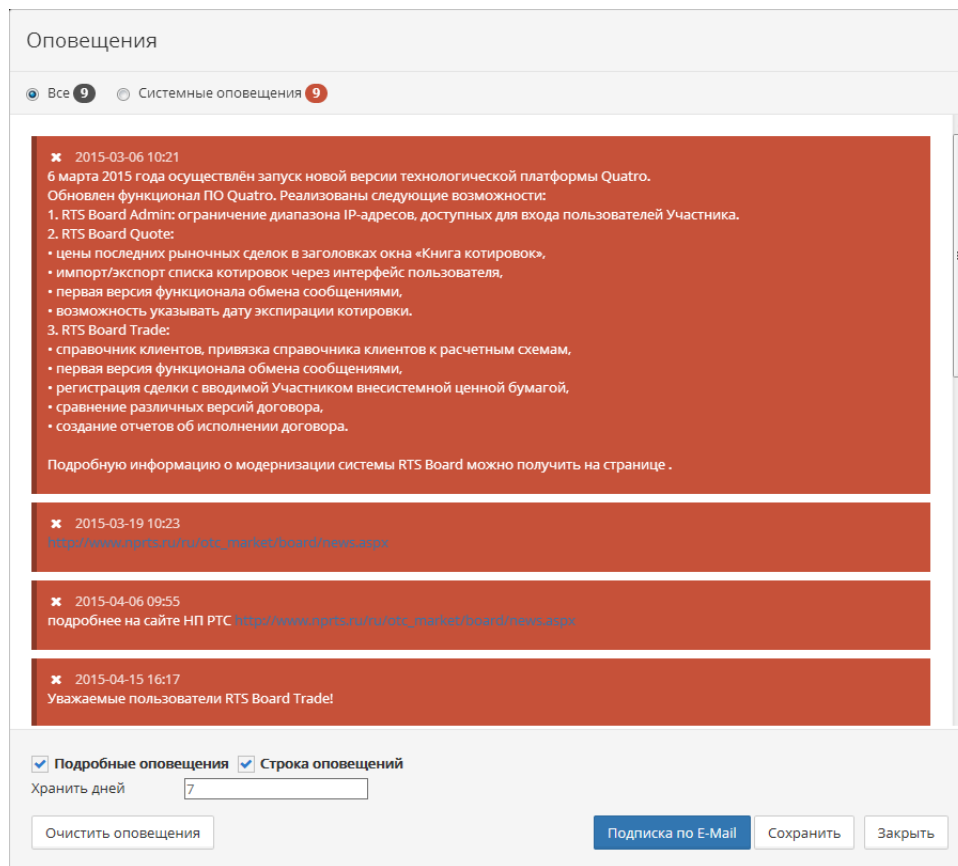 Оповещения
Все 9 Системные оповещения 9
2015-03-06 10:21
6 марта 2015 года осуществлён запуск новой версии технологической платформы Quatro.
Обновлен функционал ПО Quatro. Реализованы следующие возможности:
1. RTS Board Admin: ограничение диапазона IP-адресов, доступных для входа пользователей Участника.
2. RTS Board Quote:
• цены последних рыночных сделок в заголовках окна «Книга котировок»,
• импорт/экспорт списка котировок через интерфейс пользователя,
• первая версия функционала обмена сообщениями,
• возможность указывать дату экспирации котировки.
3. RTS Board Trade:
• справочник клиентов, привязка справочника клиентов к расчетным схемам,
• первая версия функционала обмена сообщениями,
• регистрация сделки с вводимой Участником внесистемной ценной бумагой,
• сравнение различных версий договора,
• создание отчетов об исполнении договора.
Подробную информацию о модернизации системы RTS Board можно получить на странице .
2015-03-19 10:23
http://www.nprts.ru/ru/otc_market/board/news.aspx
2015-04-06 09:55
подробнее на сайте НП РТС http://www.nprts.ru/ru/otc_market/board/news.aspx
2015-04-15 16:17
Уважаемые пользователи RTS Board Trade!
Подробные оповещения Строка оповещений
Хранить дней 7
Очистить оповещения Подписка по E-Mail Сохранить Закрыть